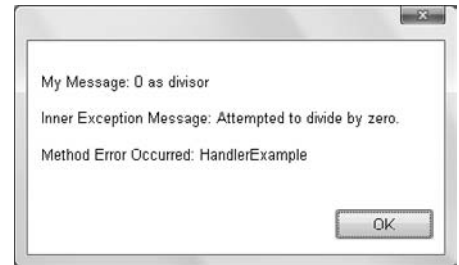 My Message: 0 as divisor
Inner Exception Message: Attempted to divide by zero.
Method Error Occurred: HandlerExample
OK